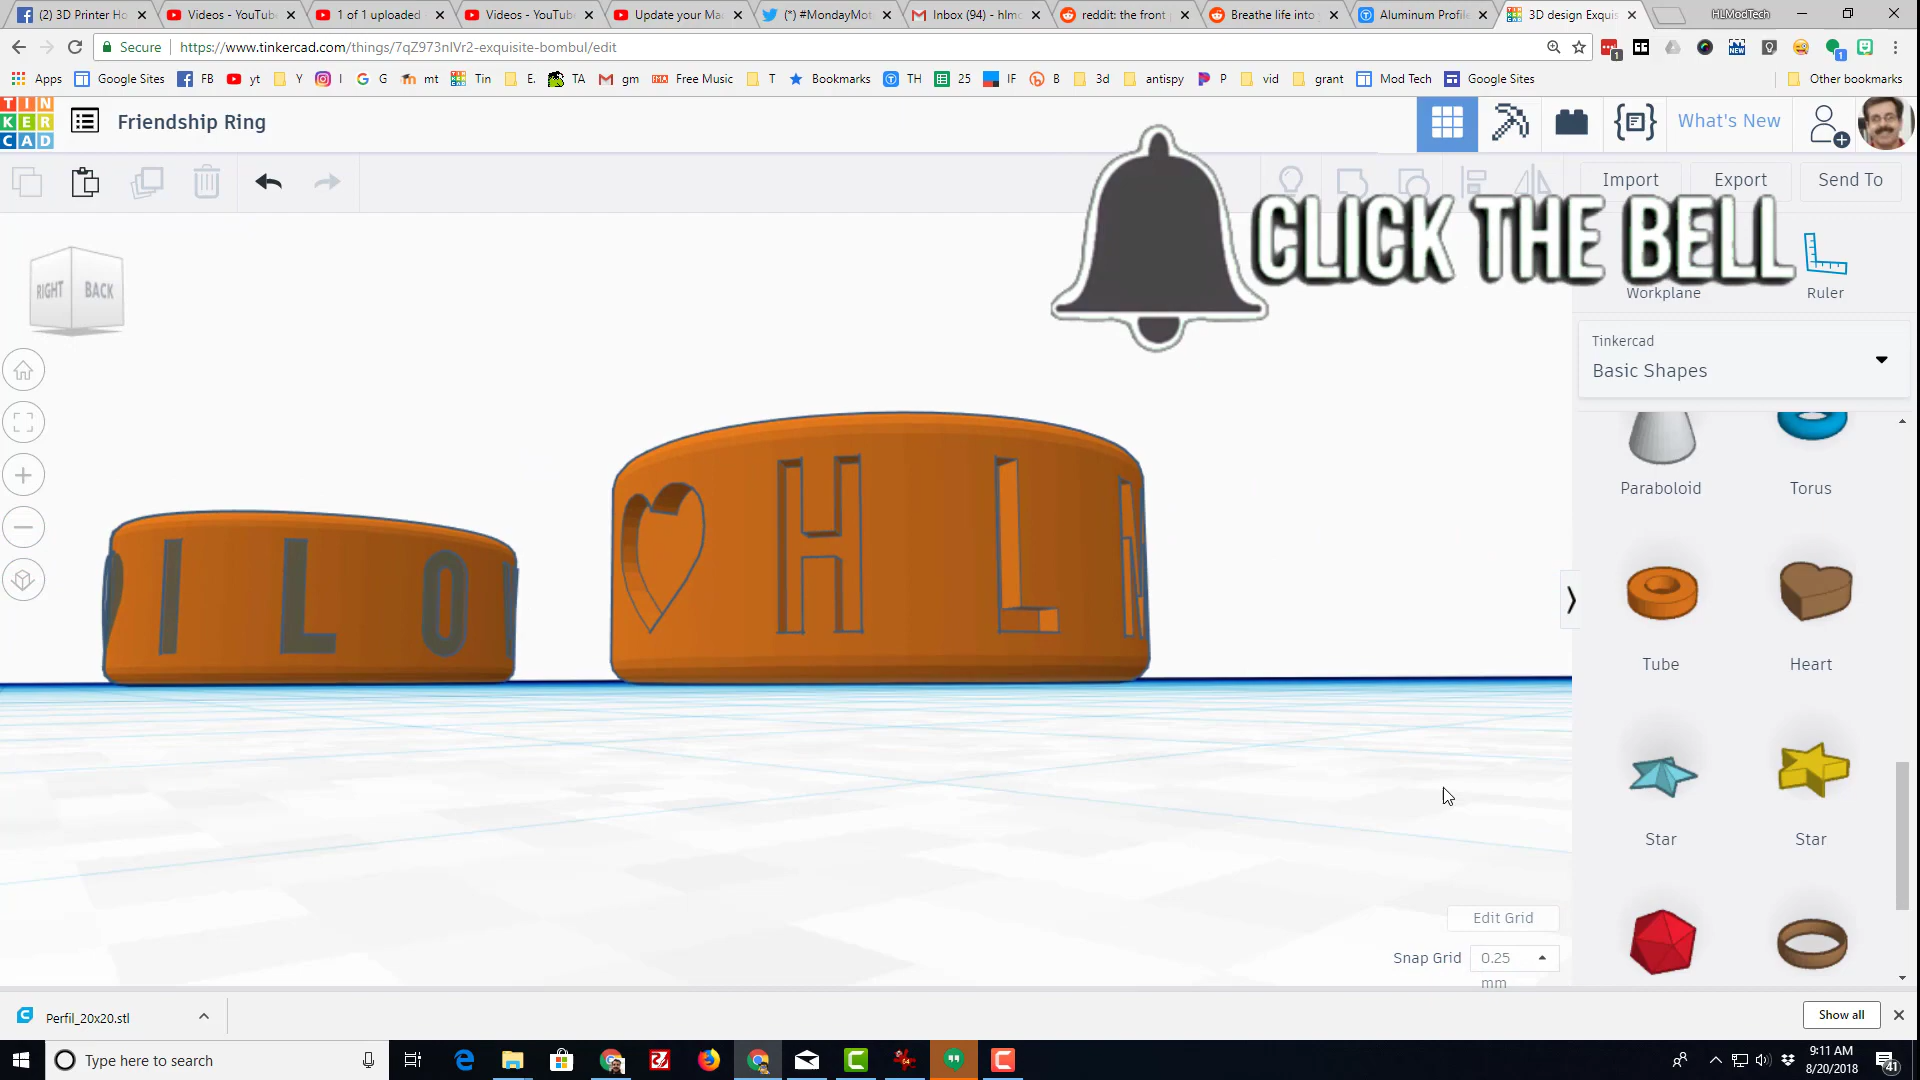 (2) 3D Printer Ho
Videos - YouTube
1 of 1 uploaded
Videos - YouTube
Update your Ma
(*) #MondayMot
Inbox (94) - hlmo
reddit: the front
Breathe life into
Aluminum Profile
3D design Exquis
HLModTech
Secure
https://www.tinkercad.com/things/7qZ973nlVr2-exquisite-bombul/edit
Apps
Google Sites
FB
yt
Y
I
G
mt
Tin
E.
TA
gm
Free Music
T
Bookmarks
TH
25
IF
B
3d
antispy
P
vid
grant
Mod Tech
Google Sites
Other bookmarks
TIN
KER
CAD
Friendship Ring
What's New
Import
Export
Send To
CLICK THE BELL
RIGHT
BACK
Workplane
Ruler
Tinkercad
Basic Shapes
Paraboloid
Torus
I L O
H L
Tube
Heart
Star
Star
Edit Grid
Snap Grid
0.25
mm
Perfil_20x20.stl
Show all
Type here to search
9:11 AM
8/20/2018
41